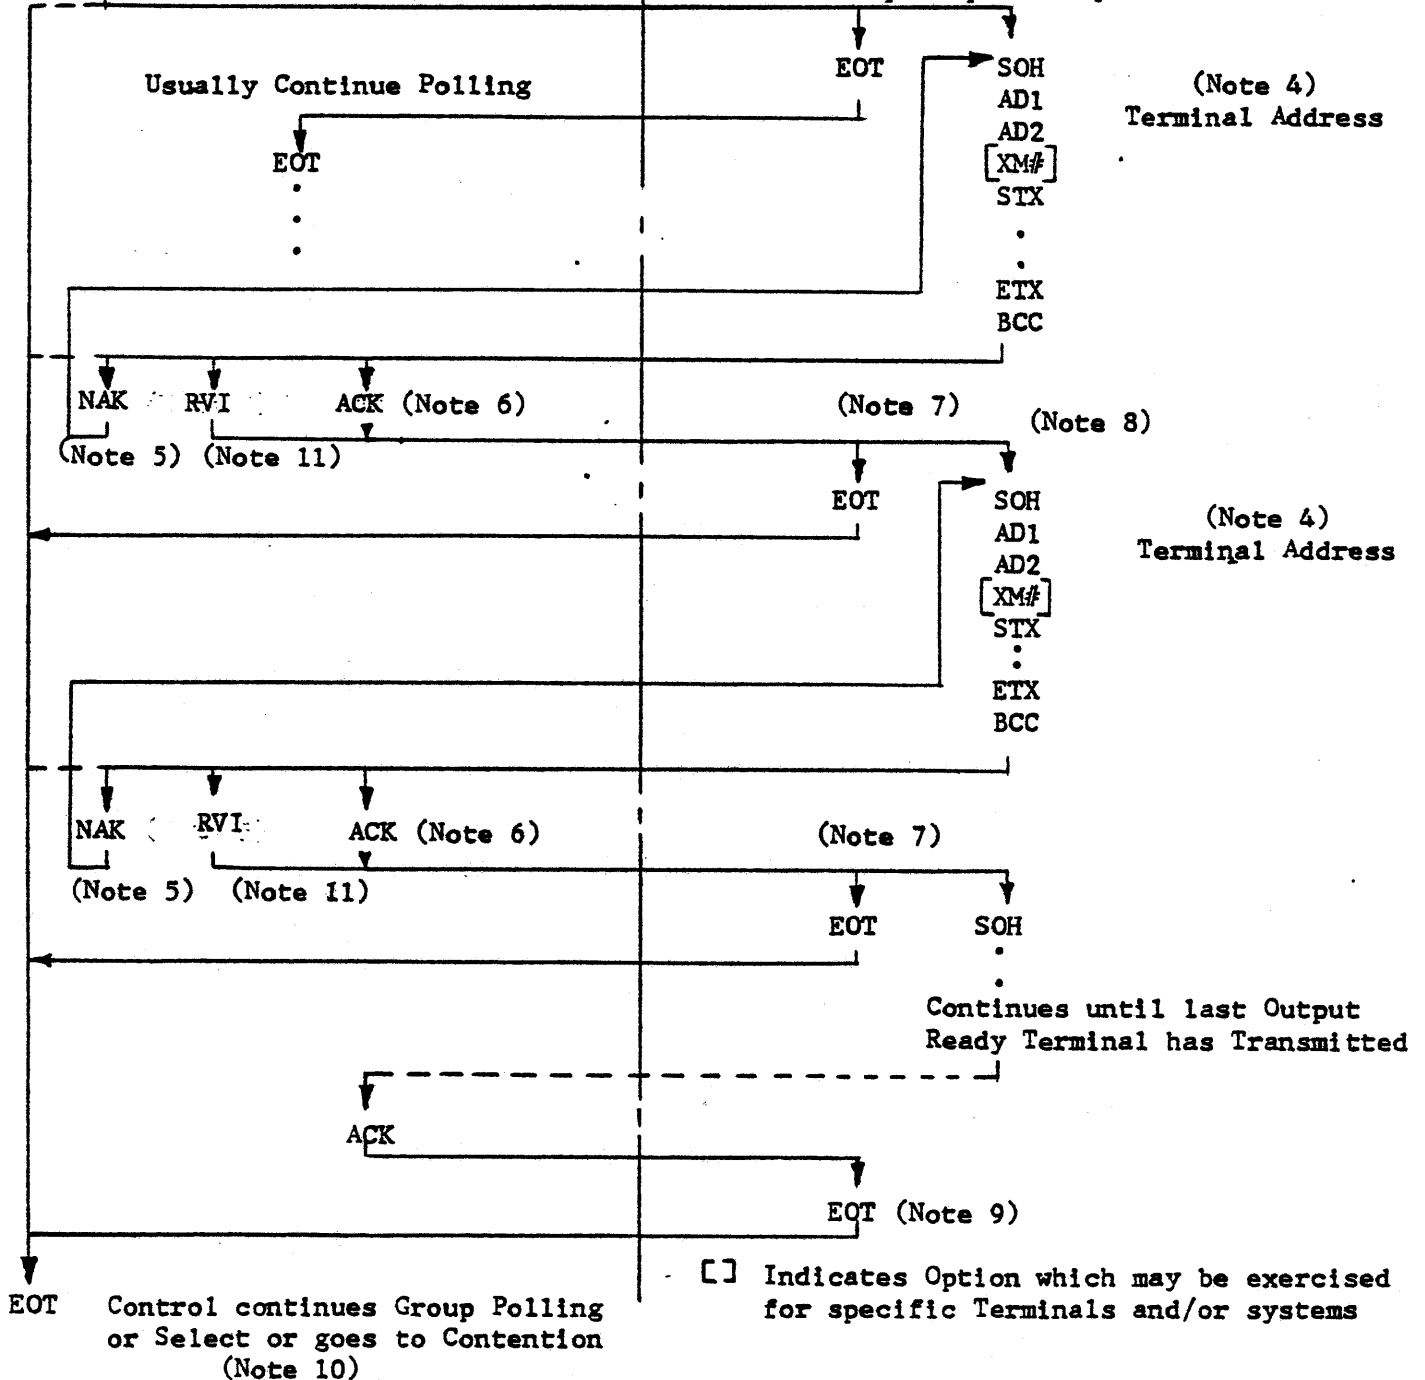 EOT SOH
Usually Continue Polling
AD1
(Note 4)
Terminal Address
AD2
EOT
[XM#]
STX
.
.
.
.
.
ETX
BCC
NAK RVI ACK (Note 6) (Note 7)
(Note 8)
(Note 5) (Note 11)
EOT SOH
(Note 4)
AD1
Terminal Address
AD2
[XM#]
STX
.
.
ETX
BCC
NAK RVI ACK (Note 6) (Note 7)
(Note 5) (Note 11)
EOT SOH
.
.
Continues until last Output
Ready Terminal has Transmitted
ACK
EOT (Note 9)
[] Indicates Option which may be exercised
for specific Terminals and/or systems
EOT Control continues Group Polling
or Select or goes to Contention
(Note 10)